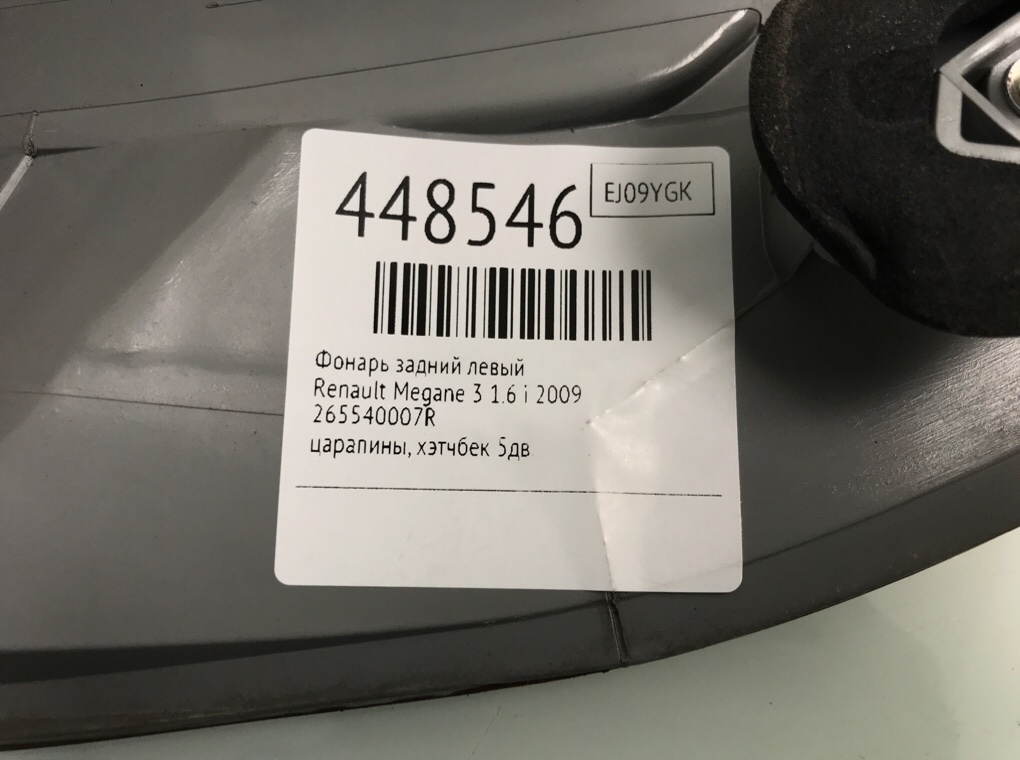 448546
EJ09YGK
Фонарь задний левый
Renault Megane 3 1.6 i 2009
265540007R
царапины, хэтчбек 5дв